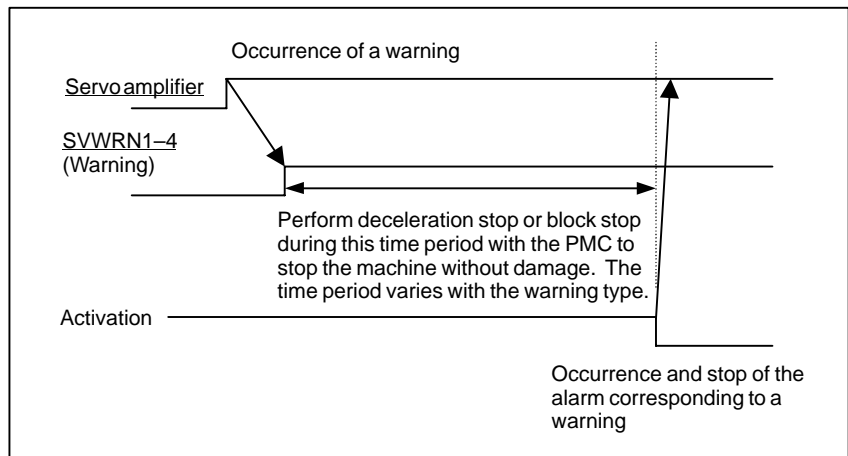 Occurrence of a warning
Servo amplifier
SVWRN1–4
(Warning)
Perform deceleration stop or block stop
during this time period with the PMC to
stop the machine without damage.  The
time period varies with the warning type.
Activation
Occurrence and stop of the
alarm corresponding to a
warning